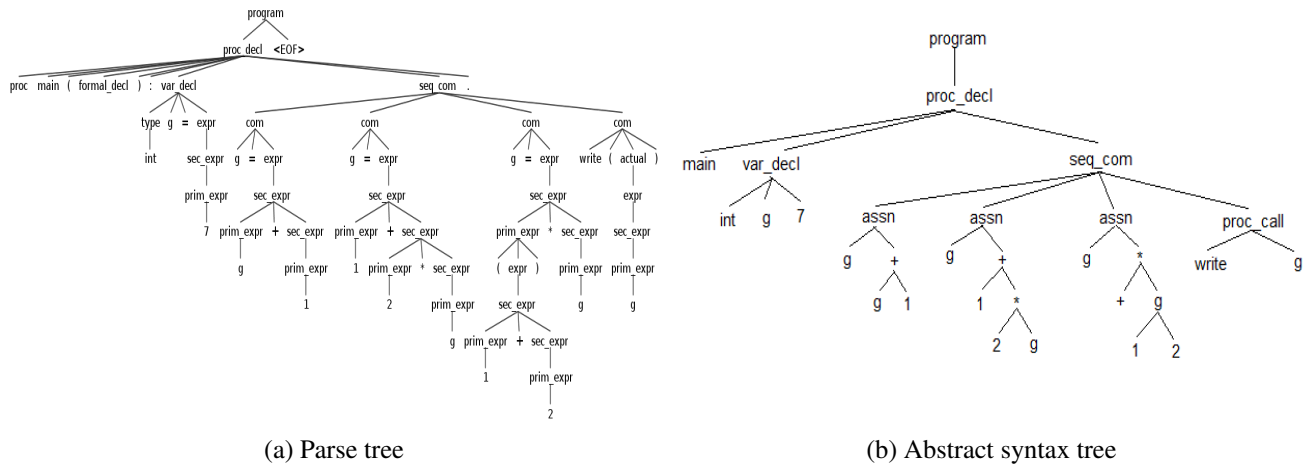 program
proc_decl <EOF>
proc main ( formal_decl ) : var_decl seq_com .
type g = expr com com com com
int sec_expr g = expr g = expr g = expr write ( actual )
prim_expr sec_expr sec_expr sec_expr expr
7 prim_expr + sec_expr prim_expr + sec_expr prim_expr * sec_expr sec_expr
g prim_expr 1 prim_expr * sec_expr ( expr ) prim_expr prim_expr
1 2 prim_expr sec_expr g g
g prim_expr + sec_expr
1 prim_expr
2
(a) Parse tree
program
proc_decl
main var_decl seq_com
int g 7 assn assn assn proc_call
g + g + g * write g
g 1 1 * + g
2 g 1 2
(b) Abstract syntax tree